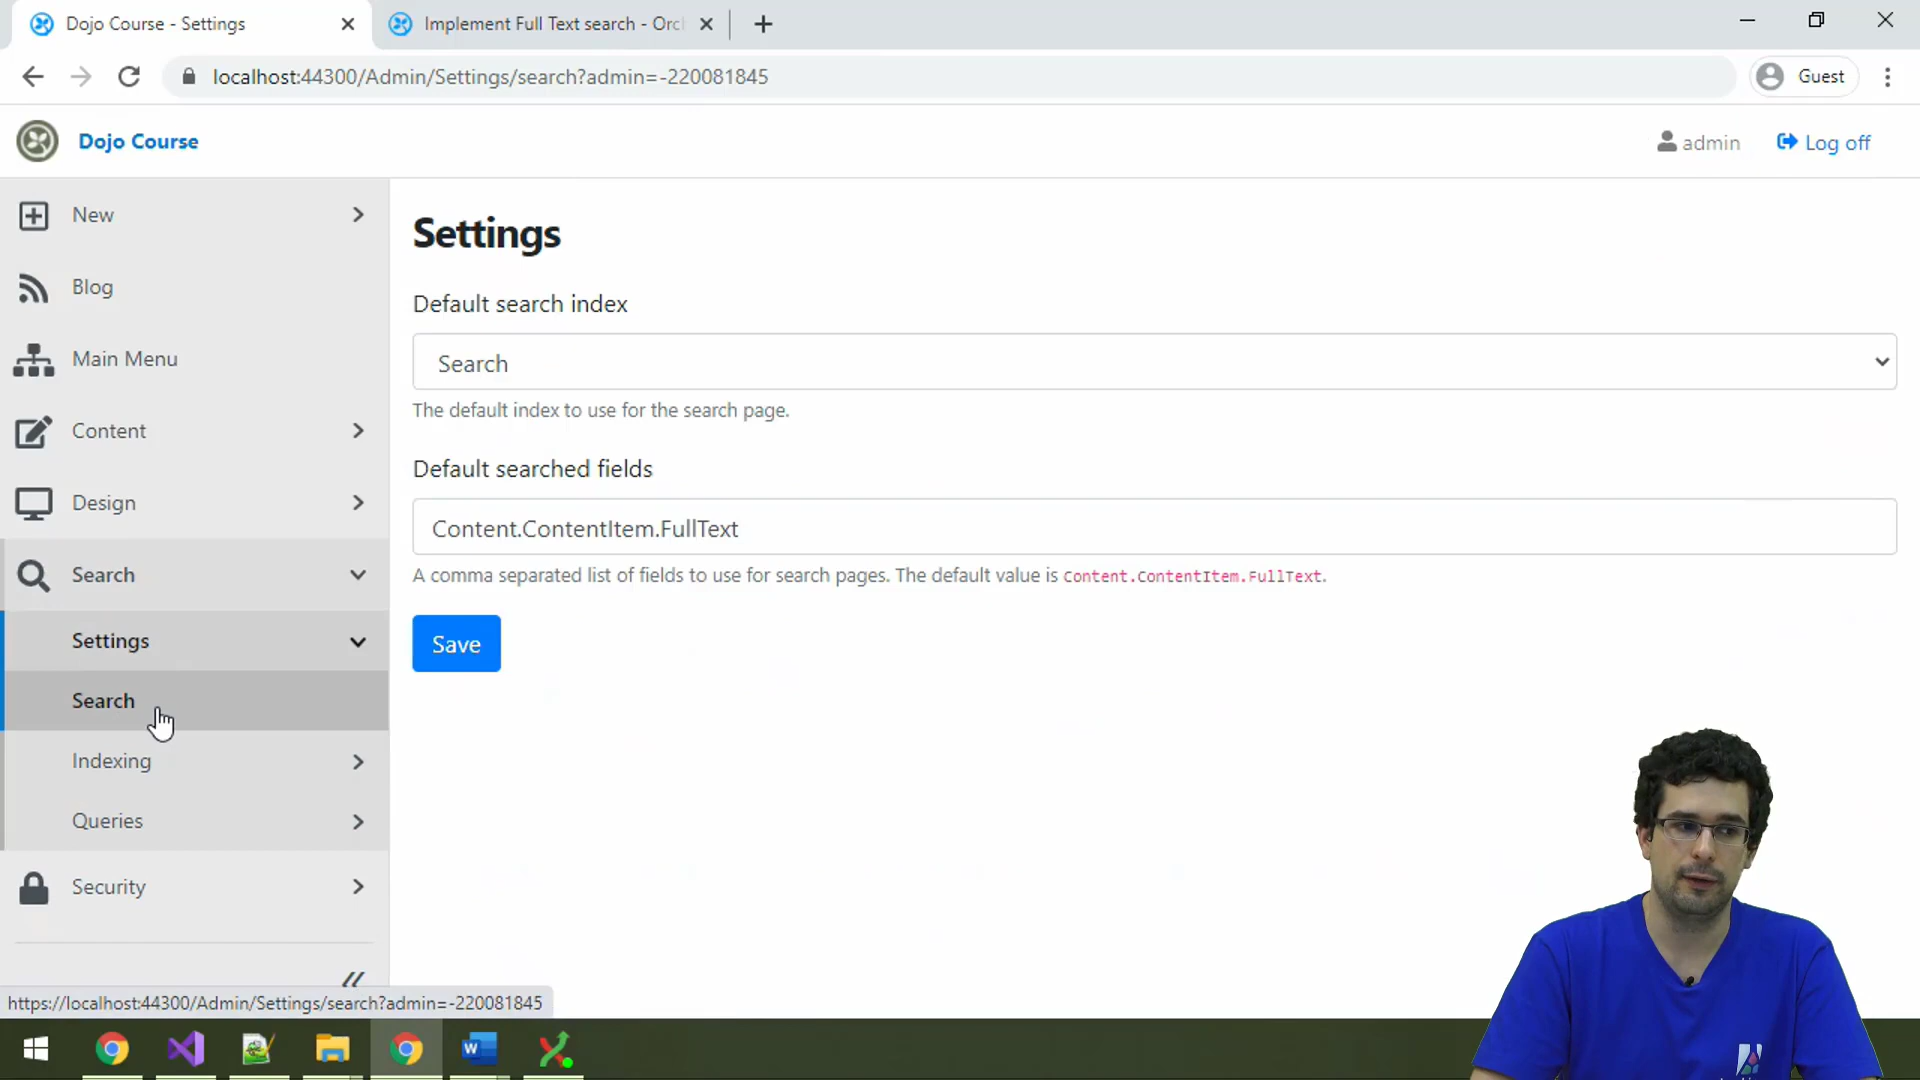 Dojo Course - Settings
Implement Full Text search - Orc
localhost:44300/Admin/Settings/search?admin=-220081845
Guest
Dojo Course
admin
Log off
New
Blog
Main Menu
Content
Design
Search
Settings
Search
Indexing
Queries
Security
Settings
Default search index
Search
The default index to use for the search page.
Default searched fields
Content.ContentItem.FullText
A comma separated list of fields to use for search pages. The default value is Content.ContentItem.FullText.
Save
https://localhost:44300/Admin/Settings/search?admin=-220081845